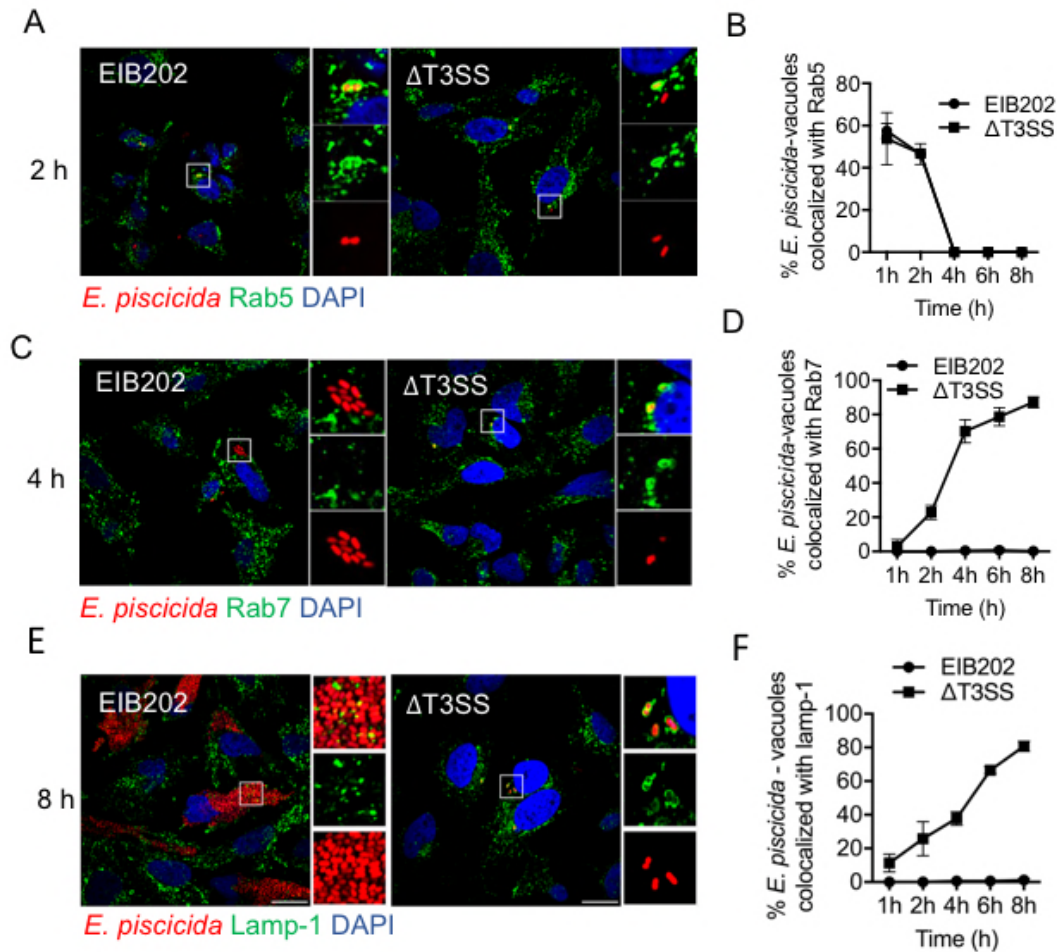 A
EIB202
ΔT3SS
2 h
E. piscicida Rab5 DAPI
B
EIB202
ΔT3SS
% E. piscicida-vacuoles
colocalized with Rab5
80
60
40
20
0
1h 2h 4h 6h 8h
Time (h)
C
EIB202
ΔT3SS
4 h
E. piscicida Rab7 DAPI
D
EIB202
ΔT3SS
% E. piscicida-vacuoles
colocalized with Rab7
100
80
60
40
20
0
1h 2h 4h 6h 8h
Time (h)
E
EIB202
ΔT3SS
8 h
E. piscicida Lamp-1 DAPI
F
EIB202
ΔT3SS
% E. piscicida - vacuoles
colocalized with lamp-1
100
80
60
40
20
0
1h 2h 4h 6h 8h
Time (h)